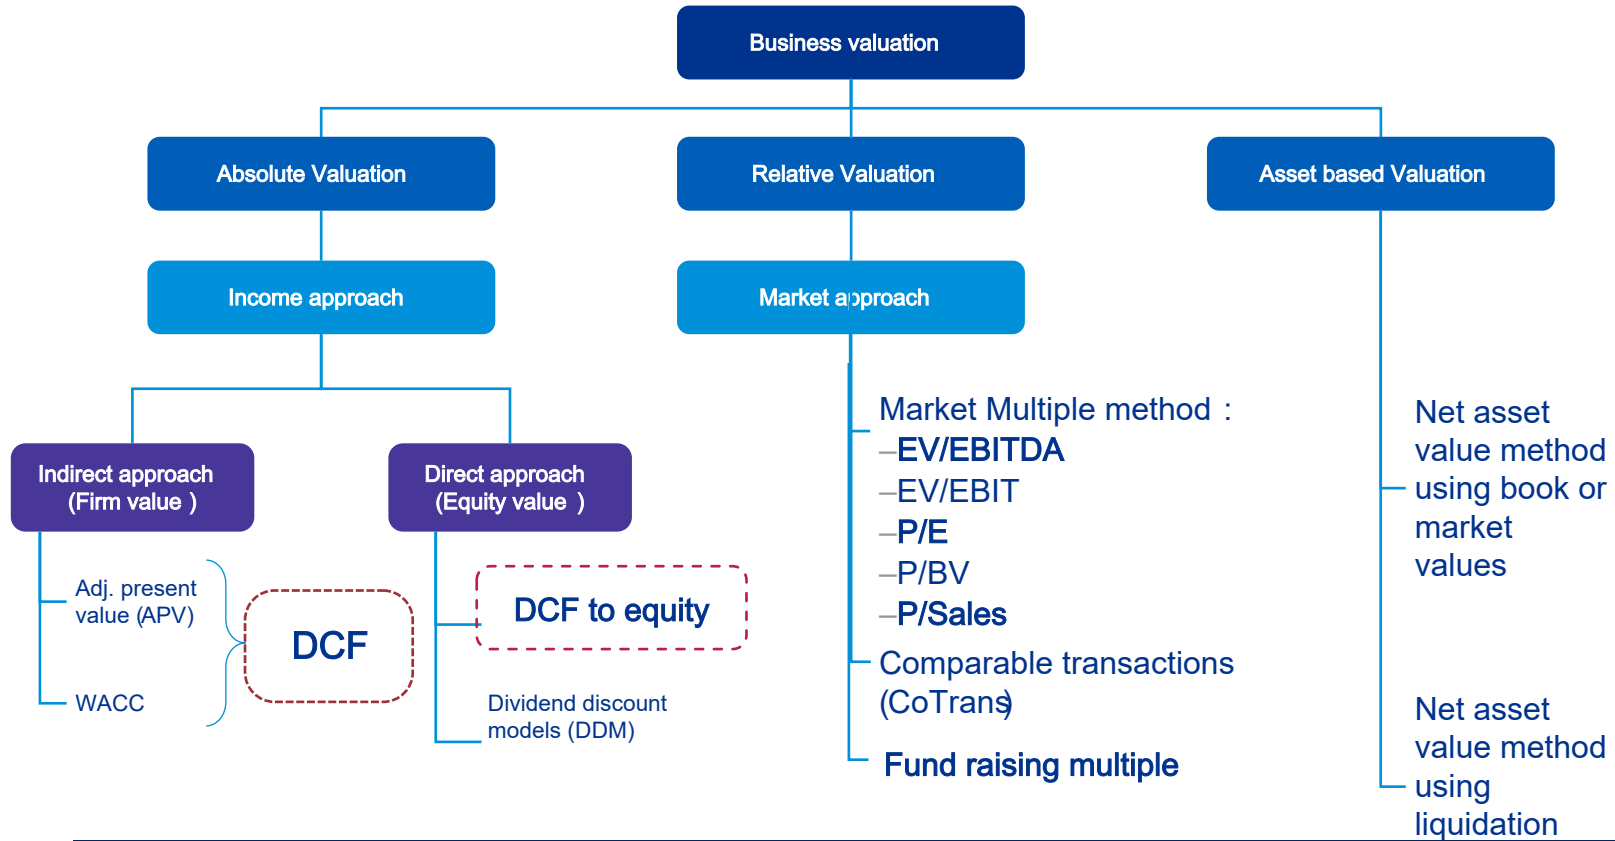 Business valuation
Absolute Valuation
Relative Valuation
Asset based Valuation
Income approach
Market approach
Indirect approach
(Firm value )
Direct approach
(Equity value )
Adj. present
value (APV)
WACC
DCF
DCF to equity
Dividend discount
models (DDM)
Market Multiple method :
–EV/EBITDA
–EV/EBIT
–P/E
–P/BV
–P/Sales
Comparable transactions
(CoTrans)
Fund raising multiple
Net asset
value method
using book or
market
values
Net asset
value method
using
liquidation